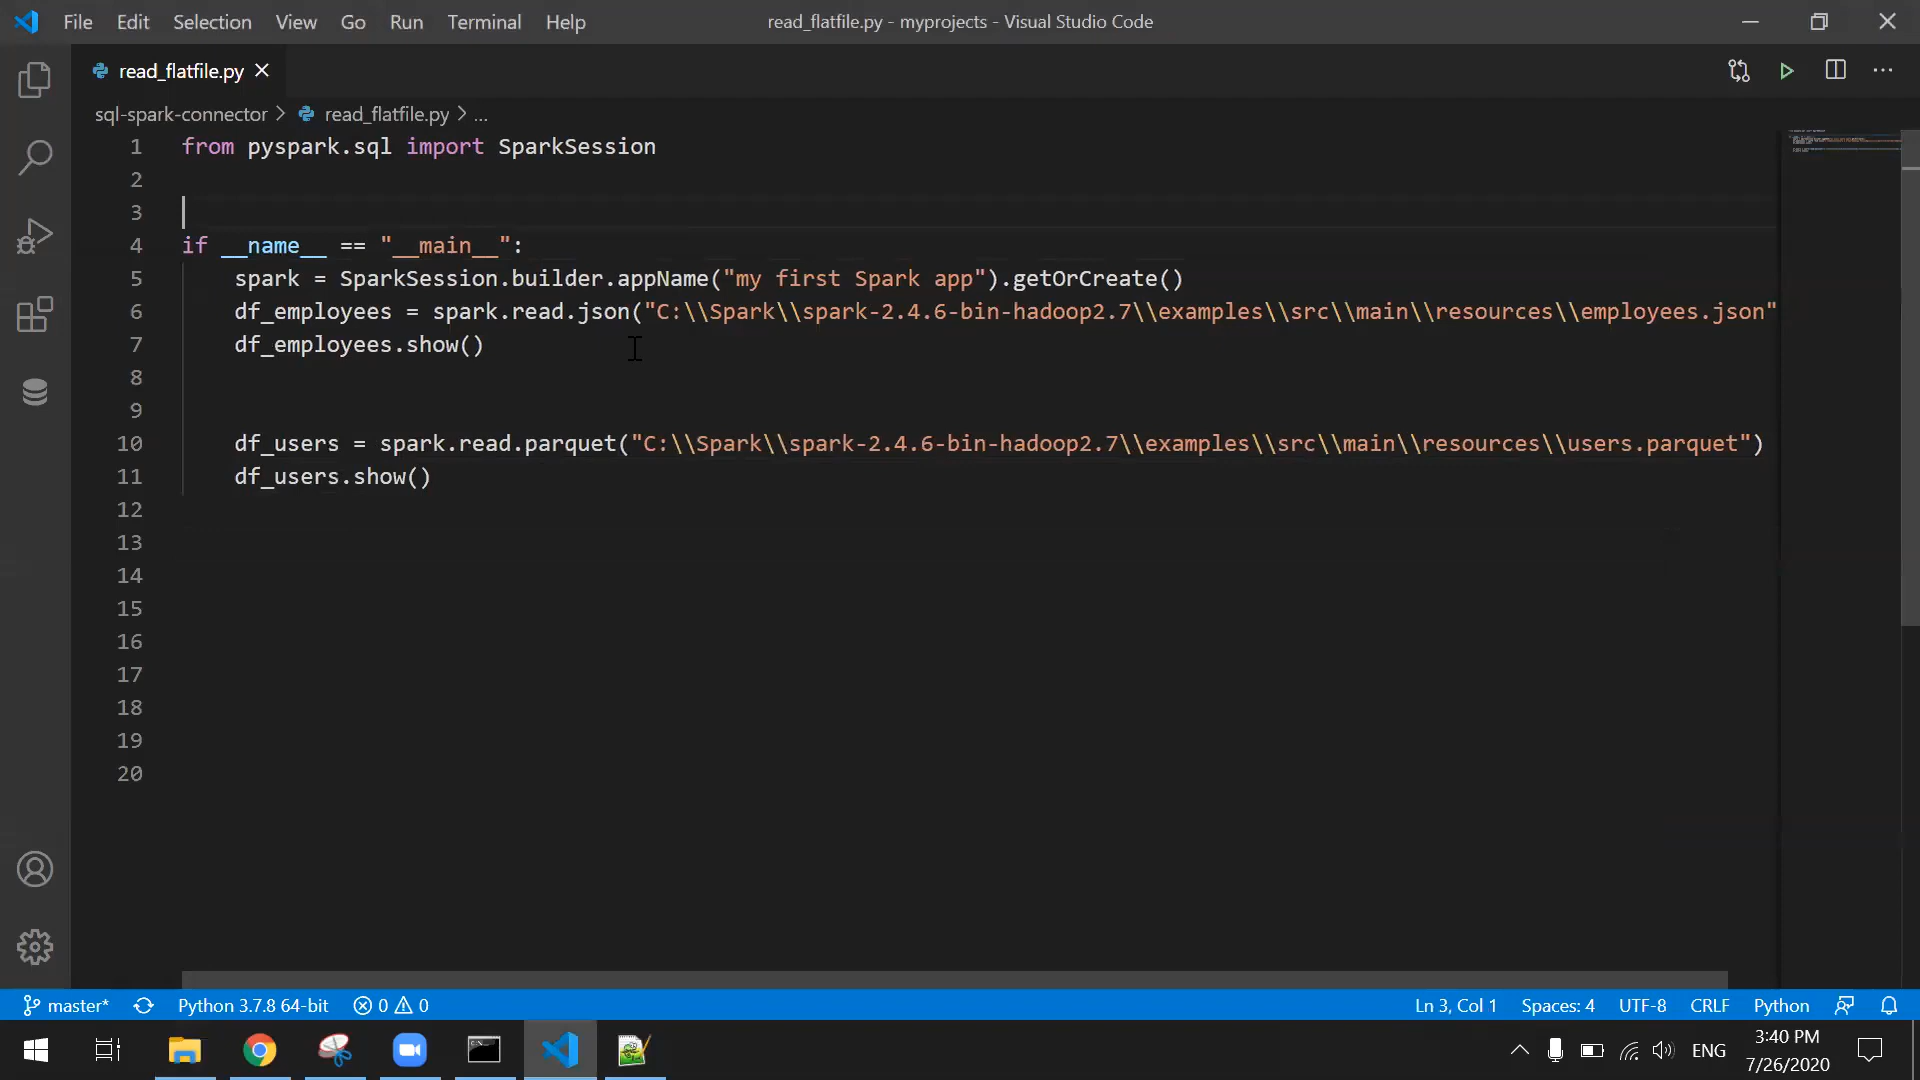 File Edit Selection View Go Run Terminal Help read_flatfile.py - myprojects - Visual Studio Code
read_flatfile.py
sql-spark-connector > read_flatfile.py > ...
1 from pyspark.sql import SparkSession
2
3
4 if __name__ == "__main__":
5 spark = SparkSession.builder.appName("my first Spark app").getOrCreate()
6 df_employees = spark.read.json("C:\\Spark\\spark-2.4.6-bin-hadoop2.7\\examples\\src\\main\\resources\\employees.json"
7 df_employees.show()
8
9
10 df_users = spark.read.parquet("C:\\Spark\\spark-2.4.6-bin-hadoop2.7\\examples\\src\\main\\resources\\users.parquet")
11 df_users.show()
12
13
14
15
16
17
18
19
20
master* Python 3.7.8 64-bit 0 0 Ln 3, Col 1 Spaces: 4 UTF-8 CRLF Python
ENG 3:40 PM
7/26/2020